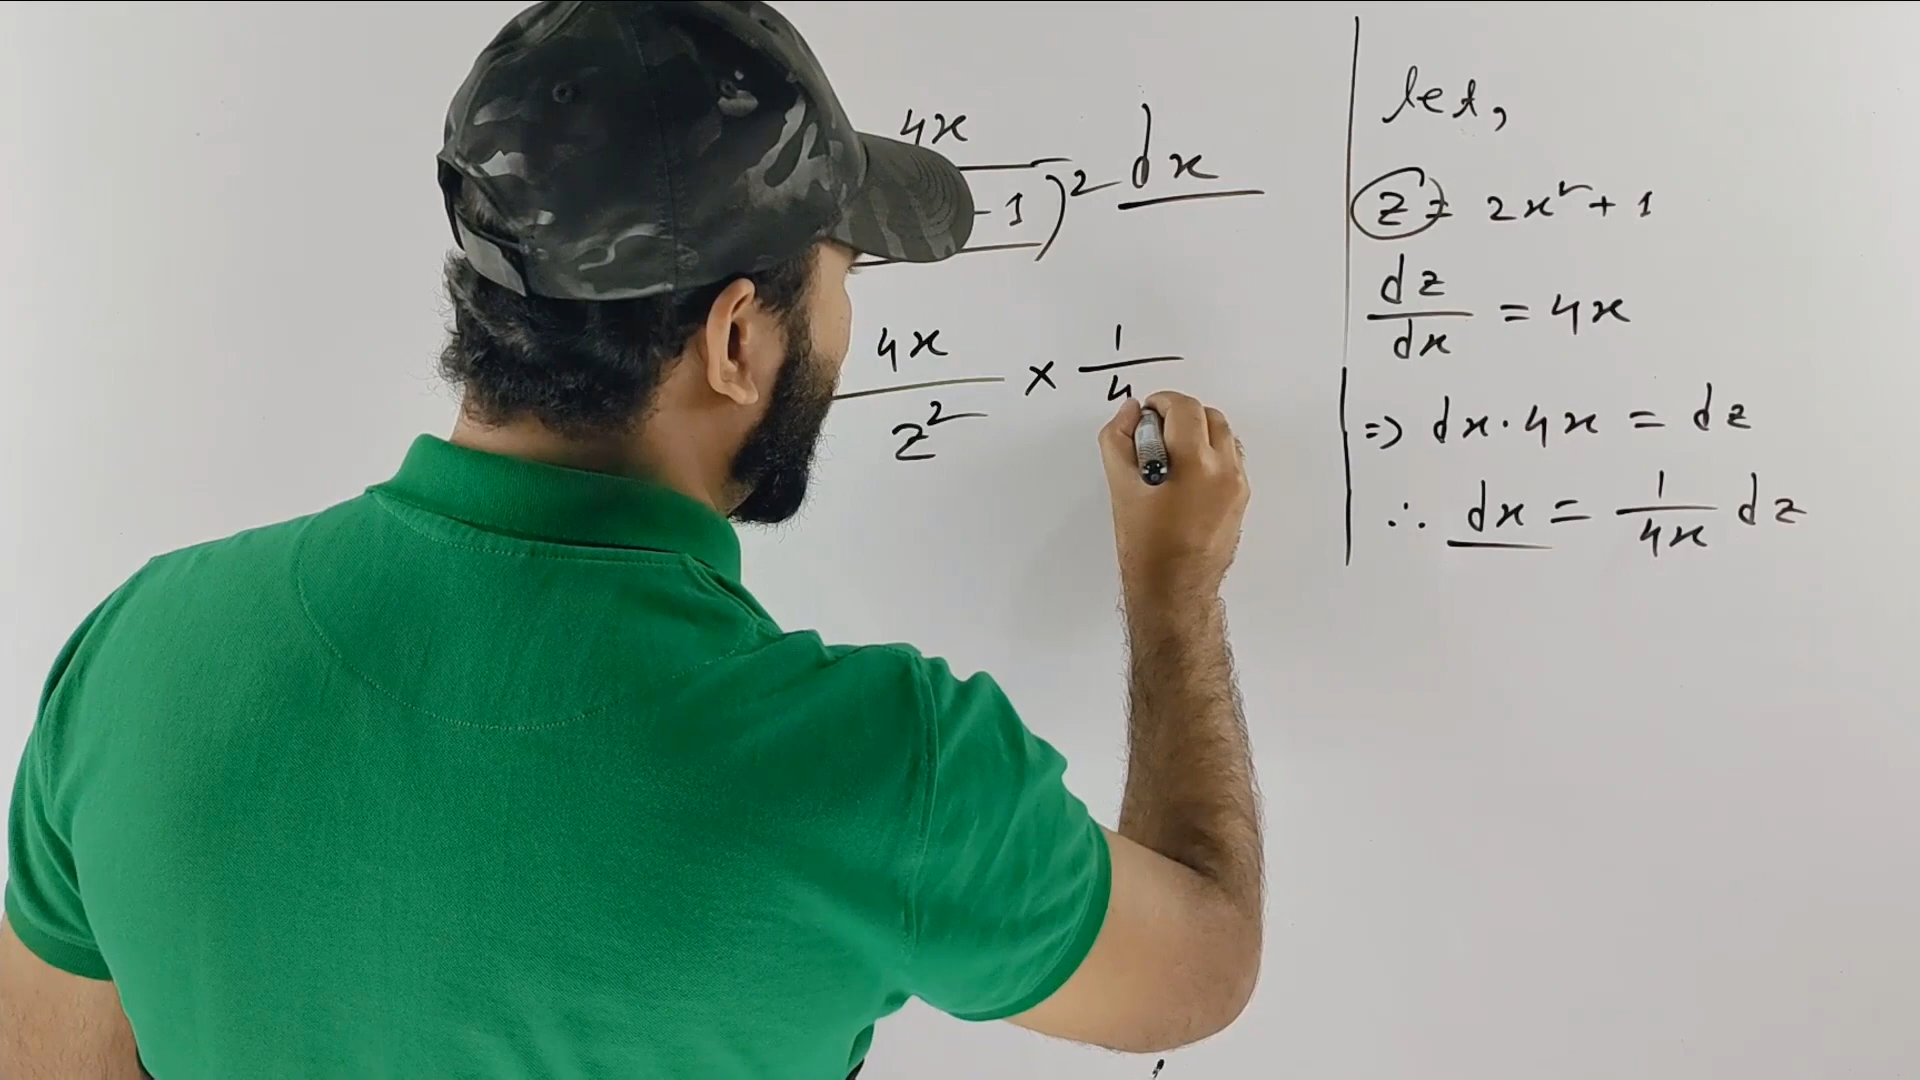 4x
-1)² dx
4x
z² × 1
4
let,
z = 2x² + 1
dz
dx = 4x
=> dx · 4x = dz
∴ dx = 1
4x dz